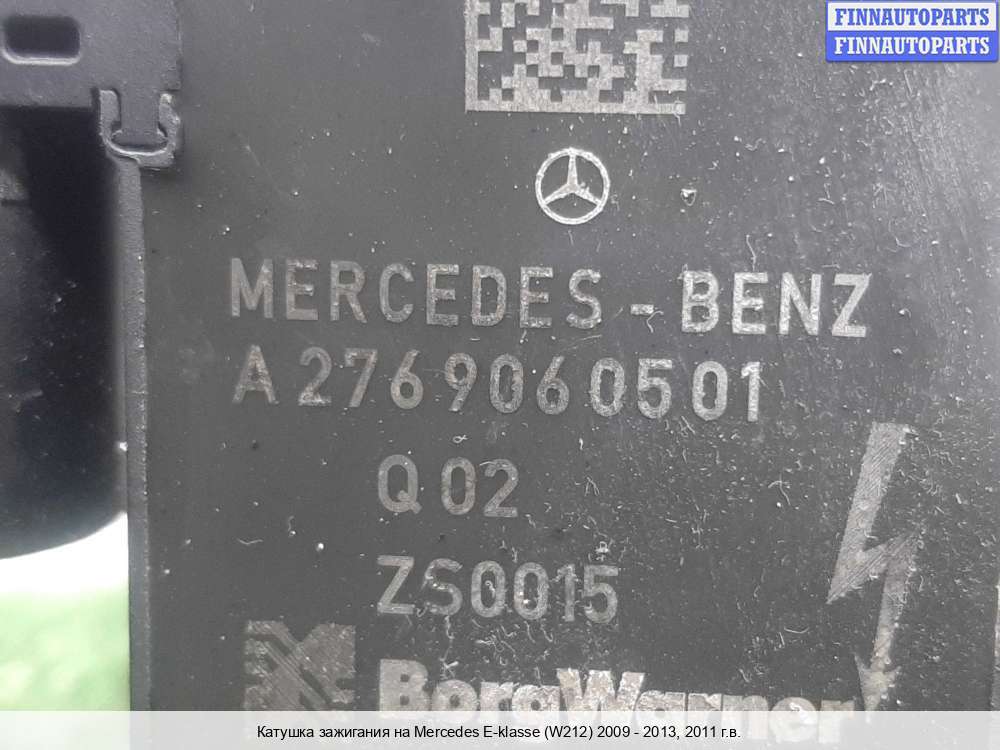 FINNAUTOPARTS
FINNAUTOPARTS
MERCEDES-BENZ
A2769060501
Q02
ZS0015
BorgWarner
Катушка зажигания на Mercedes E-klasse (W212) 2009 - 2013, 2011 г.в.